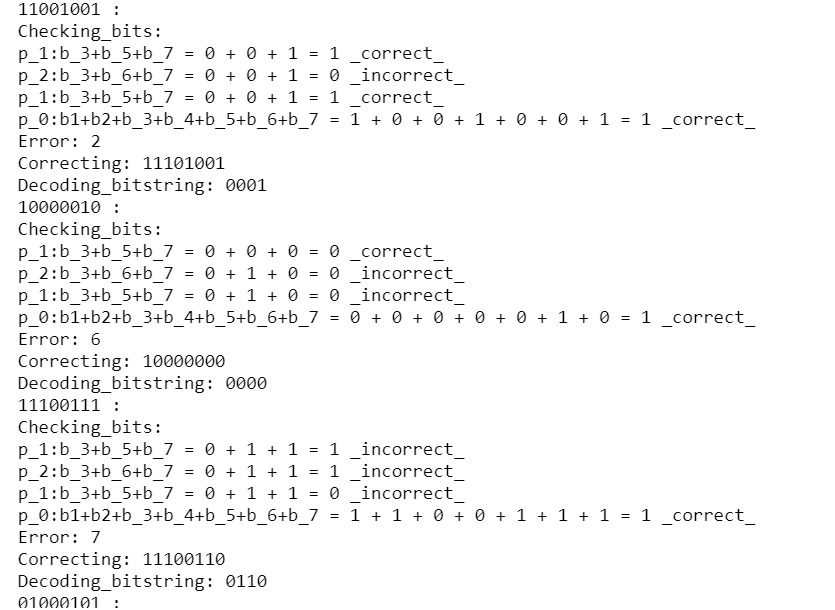 11001001 :
Checking_bits:
p_1:b_3+b_5+b_7 = 0 + 0 + 1 = 1 _correct_
p_2:b_3+b_6+b_7 = 0 + 0 + 1 = 0 _incorrect_
p_1:b_3+b_5+b_7 = 0 + 0 + 1 = 1 _correct_
p_0:b1+b2+b_3+b_4+b_5+b_6+b_7 = 1 + 0 + 0 + 1 + 0 + 0 + 1 = 1 _correct_
Error: 2
Correcting: 11101001
Decoding_bitstring: 0001
10000010 :
Checking_bits:
p_1:b_3+b_5+b_7 = 0 + 0 + 0 = 0 _correct_
p_2:b_3+b_6+b_7 = 0 + 1 + 0 = 0 _incorrect_
p_1:b_3+b_5+b_7 = 0 + 1 + 0 = 0 _incorrect_
p_0:b1+b2+b_3+b_4+b_5+b_6+b_7 = 0 + 0 + 0 + 0 + 0 + 1 + 0 = 1 _correct_
Error: 6
Correcting: 10000000
Decoding_bitstring: 0000
11100111 :
Checking_bits:
p_1:b_3+b_5+b_7 = 0 + 1 + 1 = 1 _incorrect_
p_2:b_3+b_6+b_7 = 0 + 1 + 1 = 1 _incorrect_
p_1:b_3+b_5+b_7 = 0 + 1 + 1 = 0 _incorrect_
p_0:b1+b2+b_3+b_4+b_5+b_6+b_7 = 1 + 1 + 0 + 0 + 1 + 1 + 1 = 1 _correct_
Error: 7
Correcting: 11100110
Decoding_bitstring: 0110
01000101 :